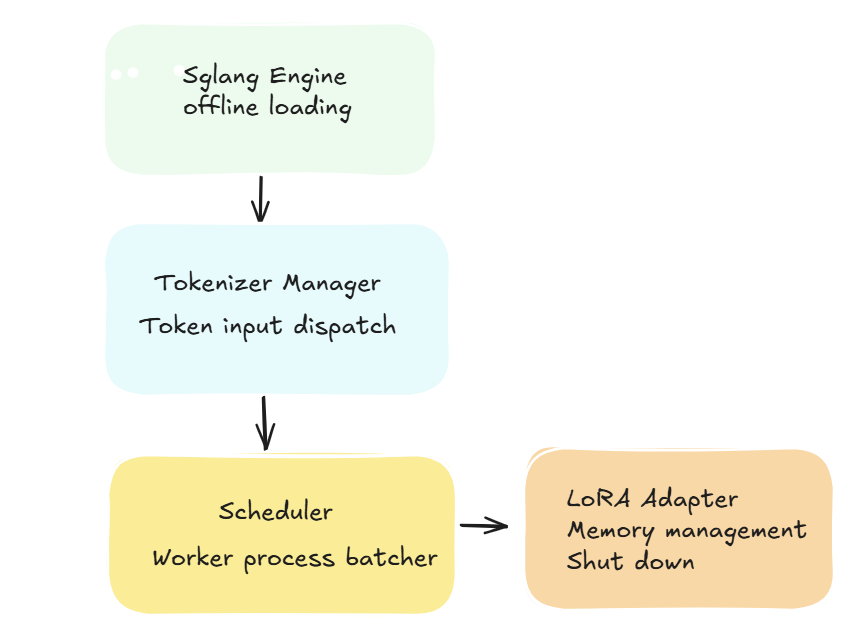 Sglang Engine
offline loading
Tokenizer Manager
Token input dispatch
Scheduler
Worker process batcher
LoRA Adapter
Memory management
Shut down